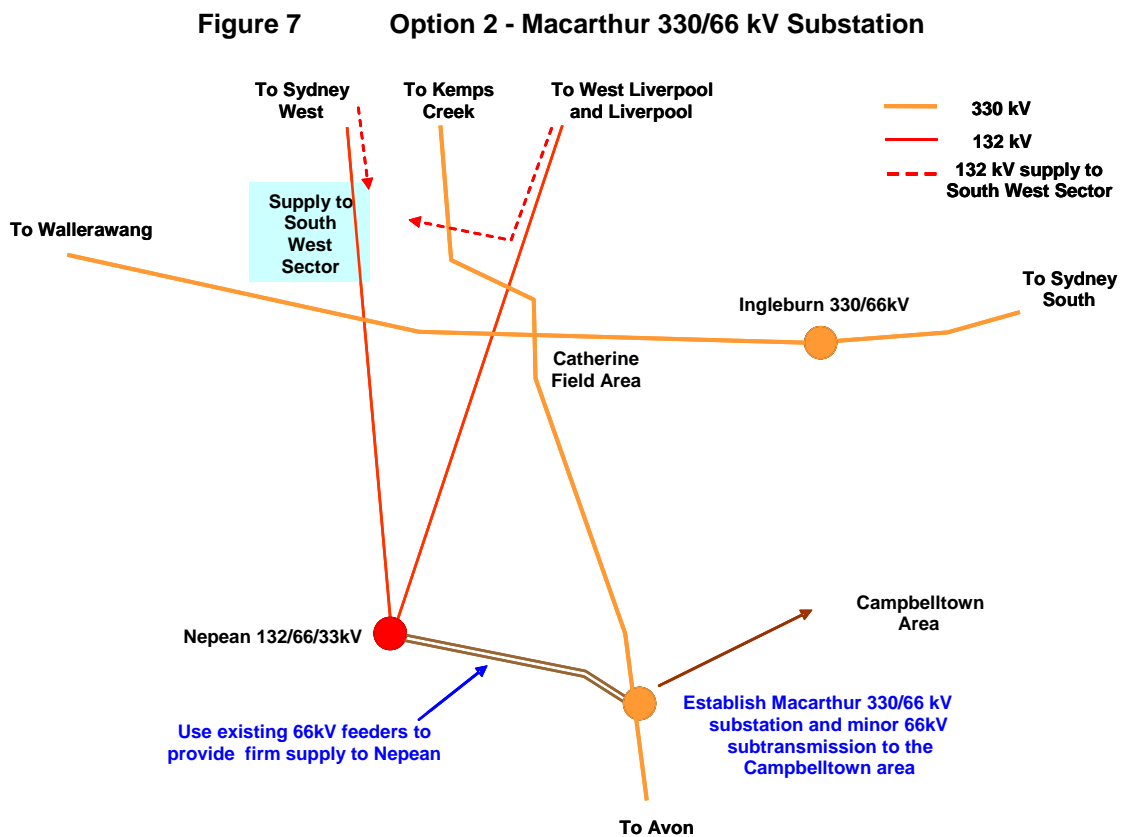 Figure 7 Option 2 - Macarthur 330/66 kV Substation
To Sydney
West
To Kemps
Creek
To West Liverpool
and Liverpool
330 kV
132 kV
132 kV supply to
South West Sector
Supply to
South
West
Sector
To Wallerawang
To Sydney
South
Ingleburn 330/66kV
Catherine
Field Area
Campbelltown
Area
Nepean 132/66/33kV
Use existing 66kV feeders to
provide firm supply to Nepean
Establish Macarthur 330/66 kV
substation and minor 66kV
subtransmission to the
Campbelltown area
To Avon